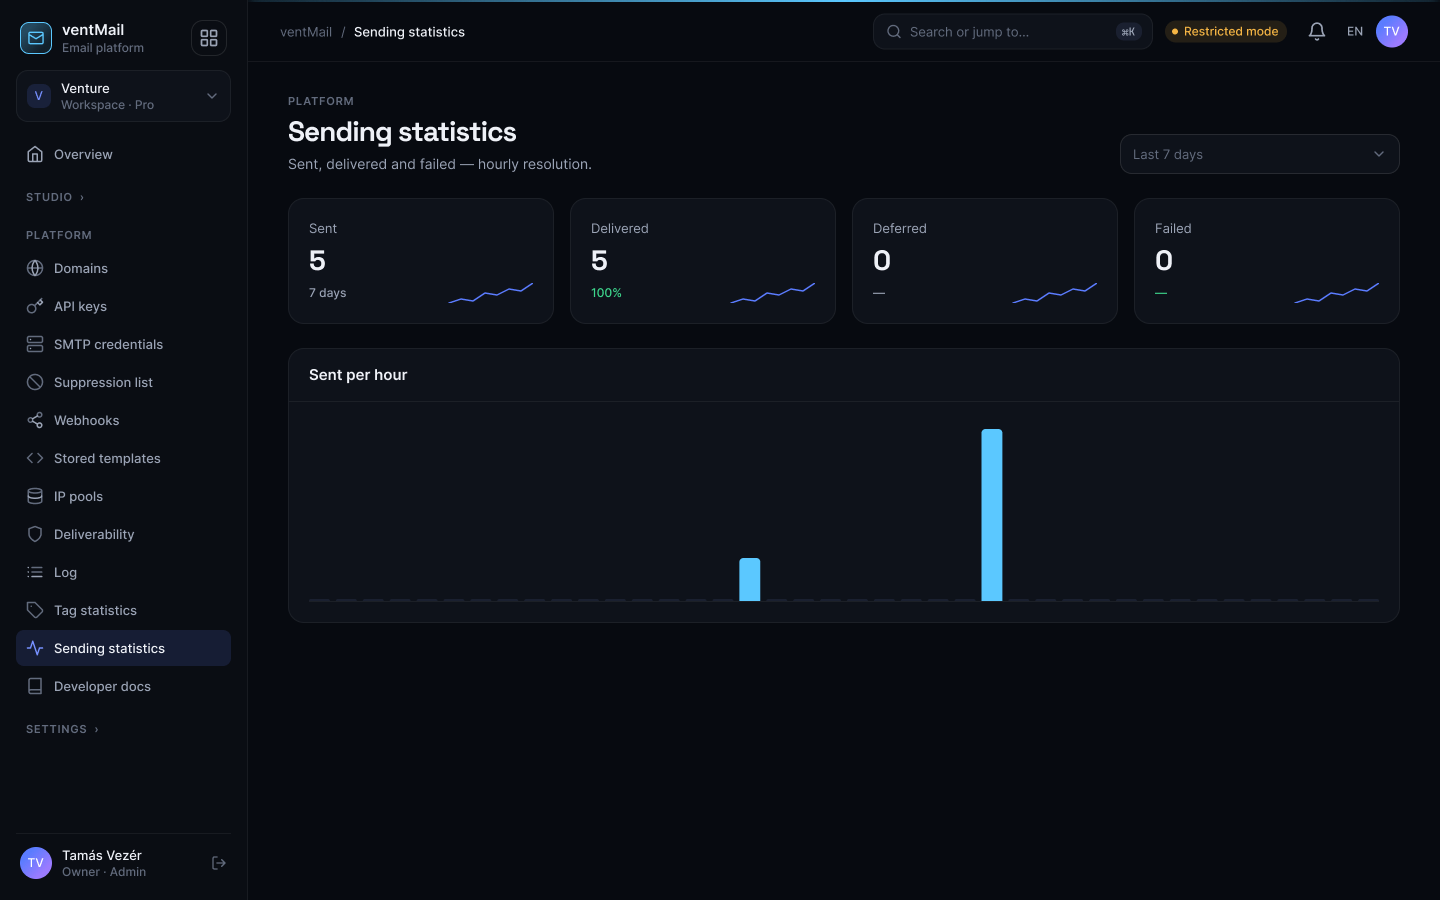 ventMail
Email platform
V
Venture
Workspace · Pro
Overview
STUDIO ›
PLATFORM
Domains
API keys
SMTP credentials
Suppression list
Webhooks
Stored templates
IP pools
Deliverability
Log
Tag statistics
Sending statistics
Developer docs
SETTINGS ›
TV
Tamás Vezér
Owner · Admin
ventMail / Sending statistics
Search or jump to...
⌘K
Restricted mode
EN
TV
PLATFORM
Sending statistics
Sent, delivered and failed — hourly resolution.
Last 7 days
Sent
5
7 days
Delivered
5
100%
Deferred
0
—
Failed
0
—
Sent per hour